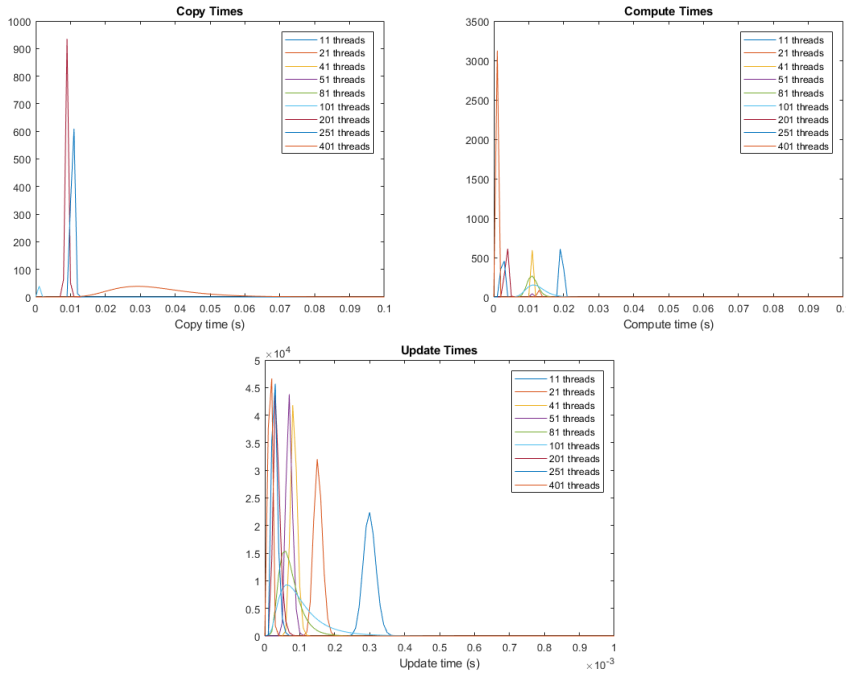 Copy Times
1000
900
800
700
600
500
400
300
200
100
0
0 0.01 0.02 0.03 0.04 0.05 0.06 0.07 0.08 0.09 0.1
Copy time (s)
11 threads
21 threads
41 threads
51 threads
81 threads
101 threads
201 threads
251 threads
401 threads
Compute Times
3500
3000
2500
2000
1500
1000
500
0
0 0.01 0.02 0.03 0.04 0.05 0.06 0.07 0.08 0.09 0.
Compute time (s)
11 threads
21 threads
41 threads
51 threads
81 threads
101 threads
201 threads
251 threads
401 threads
Update Times
×10⁴
5
4.5
4
3.5
3
2.5
2
1.5
1
0.5
0
0 0.1 0.2 0.3 0.4 0.5 0.6 0.7 0.8 0.9 1
Update time (s)
×10⁻³
11 threads
21 threads
41 threads
51 threads
81 threads
101 threads
201 threads
251 threads
401 threads